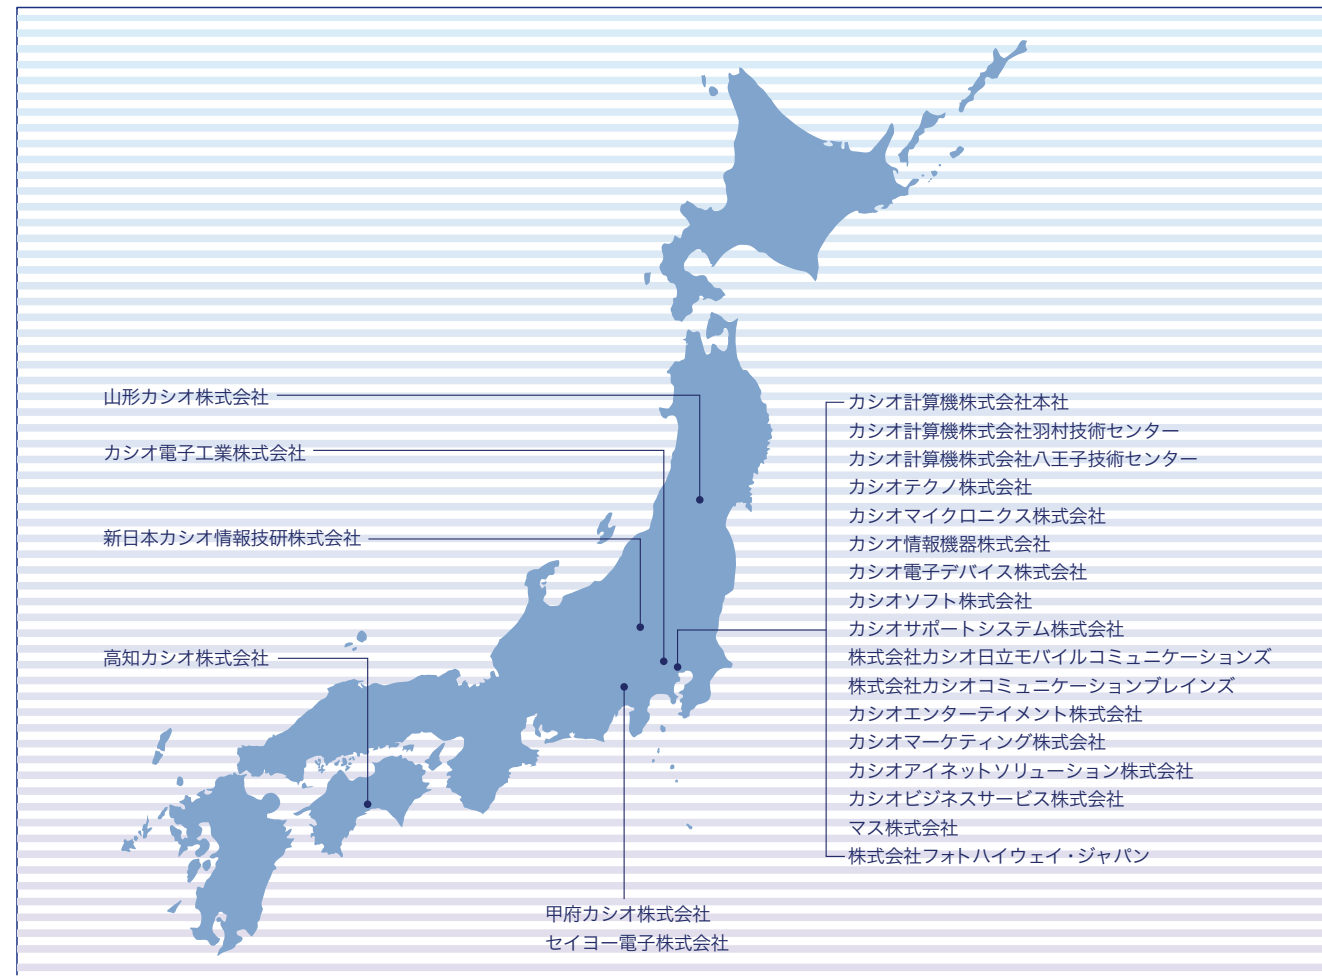 山形カシオ株式会社
カシオ電子工業株式会社
新日本カシオ情報技研株式会社
高知カシオ株式会社
カシオ計算機株式会社本社
カシオ計算機株式会社羽村技術センター
カシオ計算機株式会社八王子技術センター
カシオテクノ株式会社
カシオマイクロニクス株式会社
カシオ情報機器株式会社
カシオ電子デバイス株式会社
カシオソフト株式会社
カシオサポートシステム株式会社
株式会社カシオ日立モバイルコミュニケーションズ
株式会社カシオコミュニケーションブレインズ
カシオエンターテイメント株式会社
カシオマーケティング株式会社
カシオアイネットソリューション株式会社
カシオビジネスサービス株式会社
マス株式会社
株式会社フォトハイウェイ・ジャパン
甲府カシオ株式会社
セイヨー電子株式会社